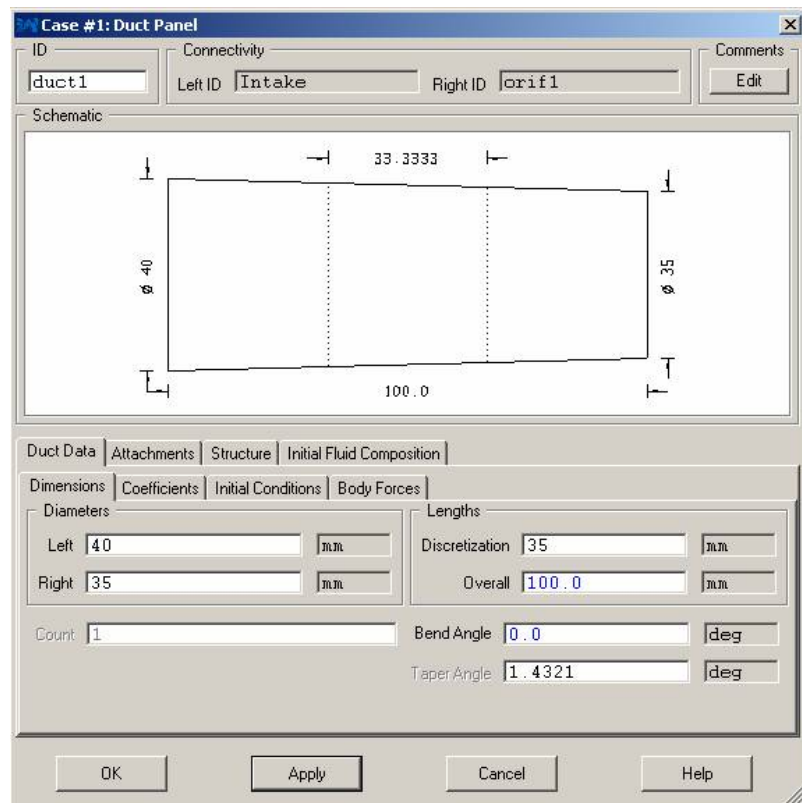 Case #1: Duct Panel
ID
Connectivity
Comments
duct1
Left ID Intake
Right ID orif1
Edit
Schematic
33.3333
ø 40
ø 35
100.0
Duct Data Attachments Structure Initial Fluid Composition
Dimensions Coefficients Initial Conditions Body Forces
Diameters
Lengths
Left 40 mm
Discretization 35 mm
Right 35 mm
Overall 100.0 mm
Count 1
Bend Angle 0.0 deg
Taper Angle 1.4321 deg
OK Apply Cancel Help